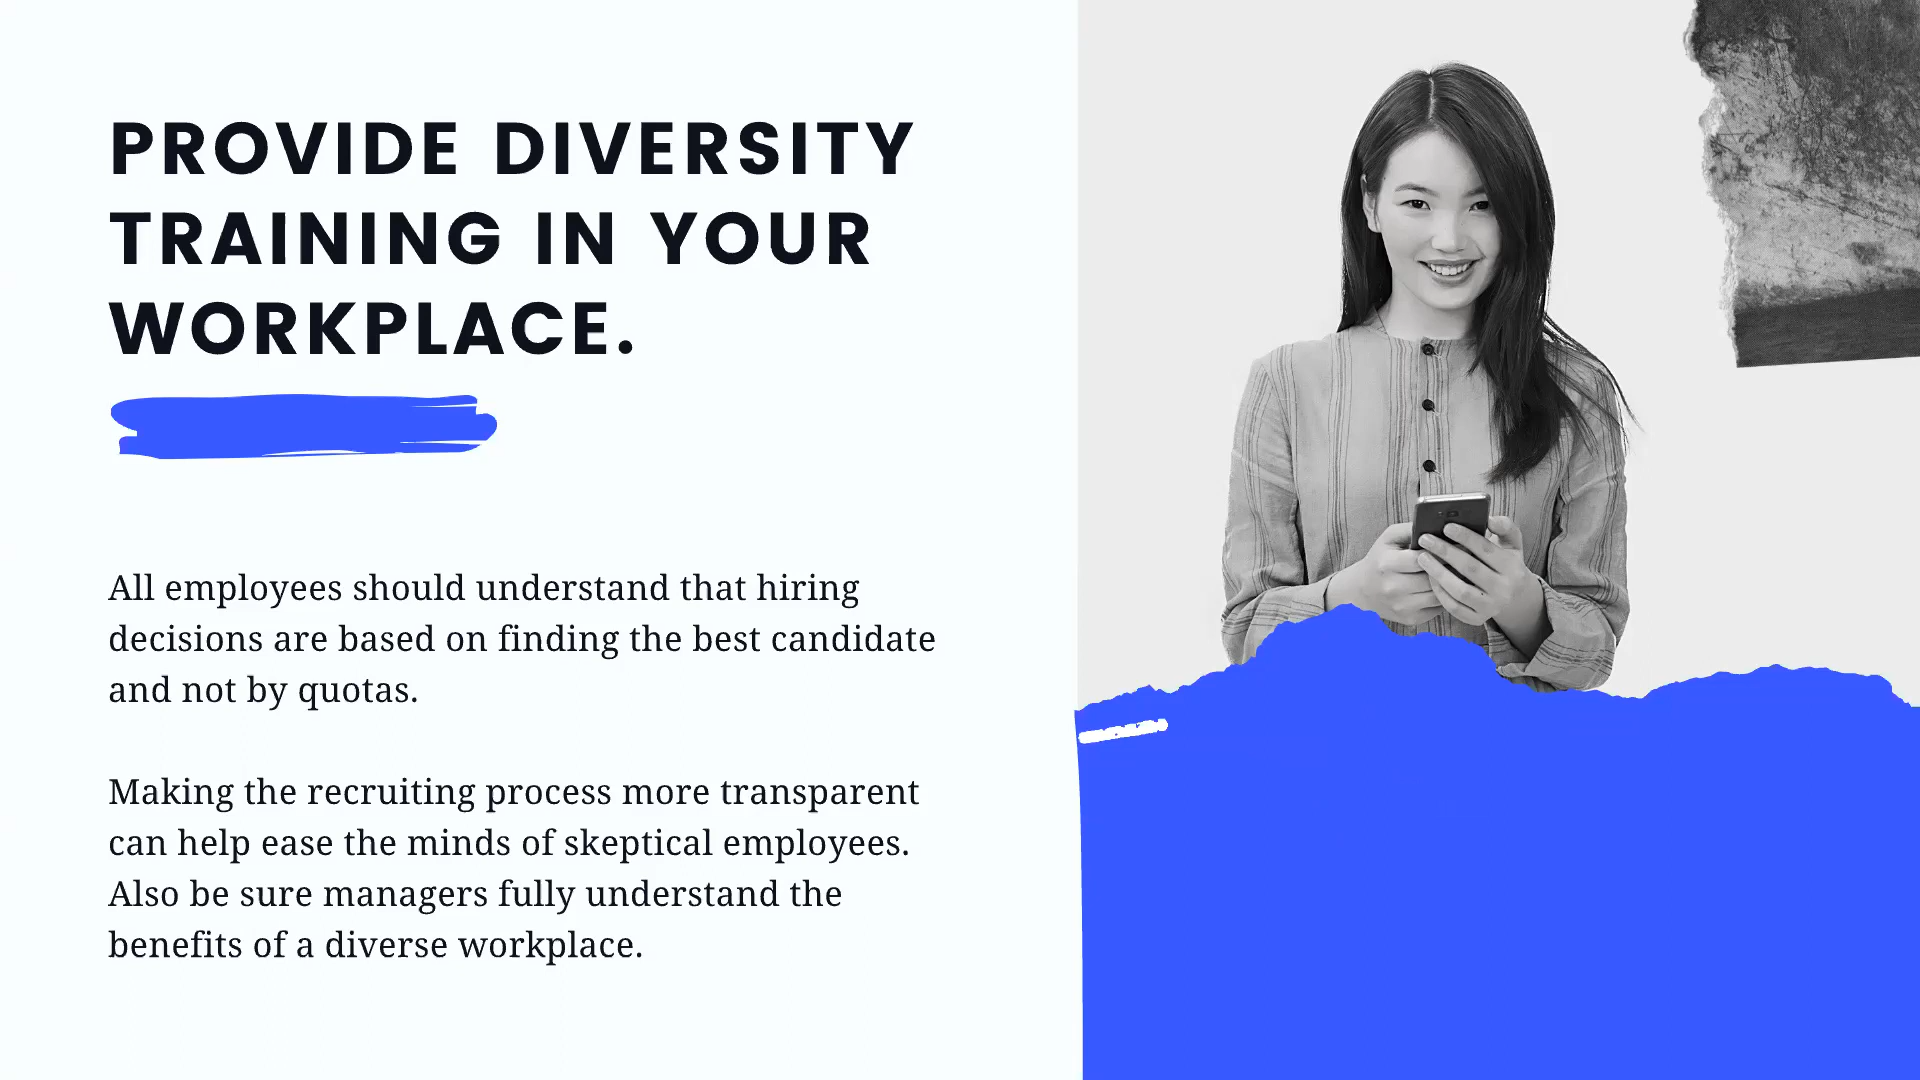 PROVIDE DIVERSITY
TRAINING IN YOUR
WORKPLACE.
All employees should understand that hiring
decisions are based on finding the best candidate
and not by quotas.
Making the recruiting process more transparent
can help ease the minds of skeptical employees.
Also be sure managers fully understand the
benefits of a diverse workplace.